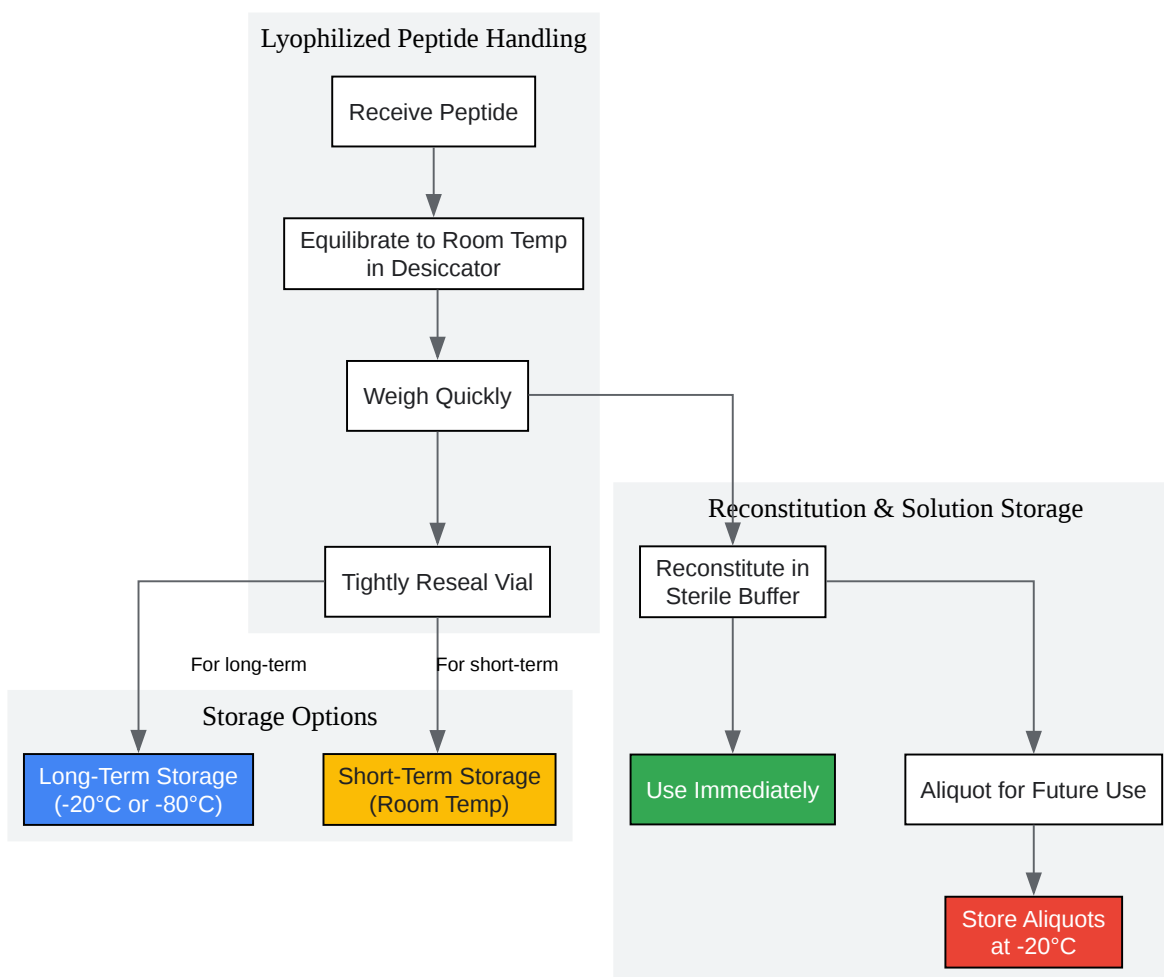 Lyophilized Peptide Handling
Receive Peptide
Equilibrate to Room Temp
in Desiccator
Weigh Quickly
Tightly Reseal Vial
For long-term
For short-term
Storage Options
Long-Term Storage
(-20°C or -80°C)
Short-Term Storage
(Room Temp)
Reconstitution & Solution Storage
Reconstitute in
Sterile Buffer
Use Immediately
Aliquot for Future Use
Store Aliquots
at -20°C